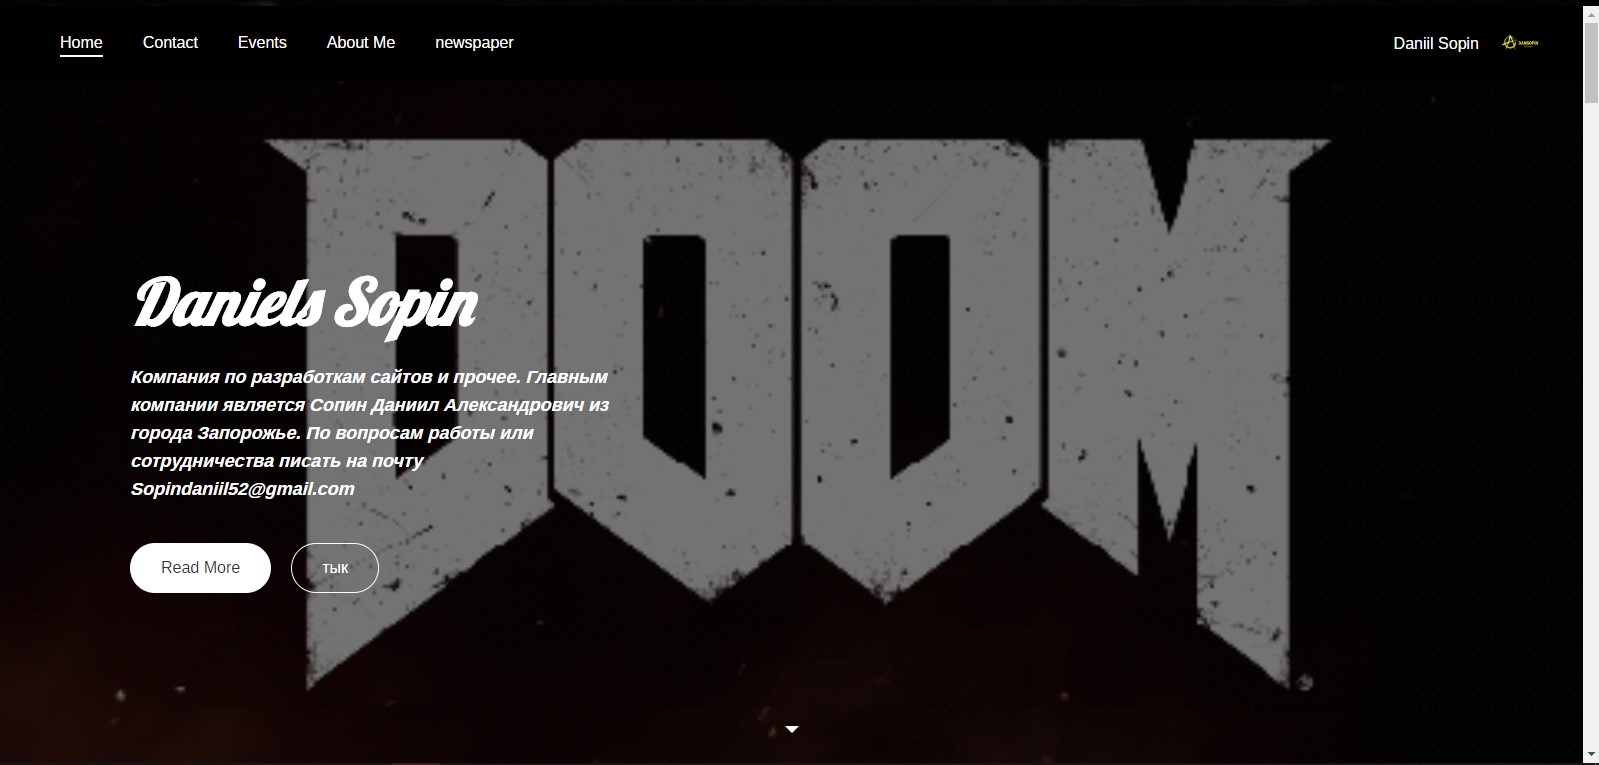 Home Contact Events About Me newspaper Daniil Sopin
DANSOPIN
DOOM
Daniels Sopin
Компания по разработкам сайтов и прочее. Главным
компании является Сопин Даниил Александрович из
города Запорожье. По вопросам работы или
сотрудничества писать на почту
Sopindaniil52@gmail.com
Read More тык